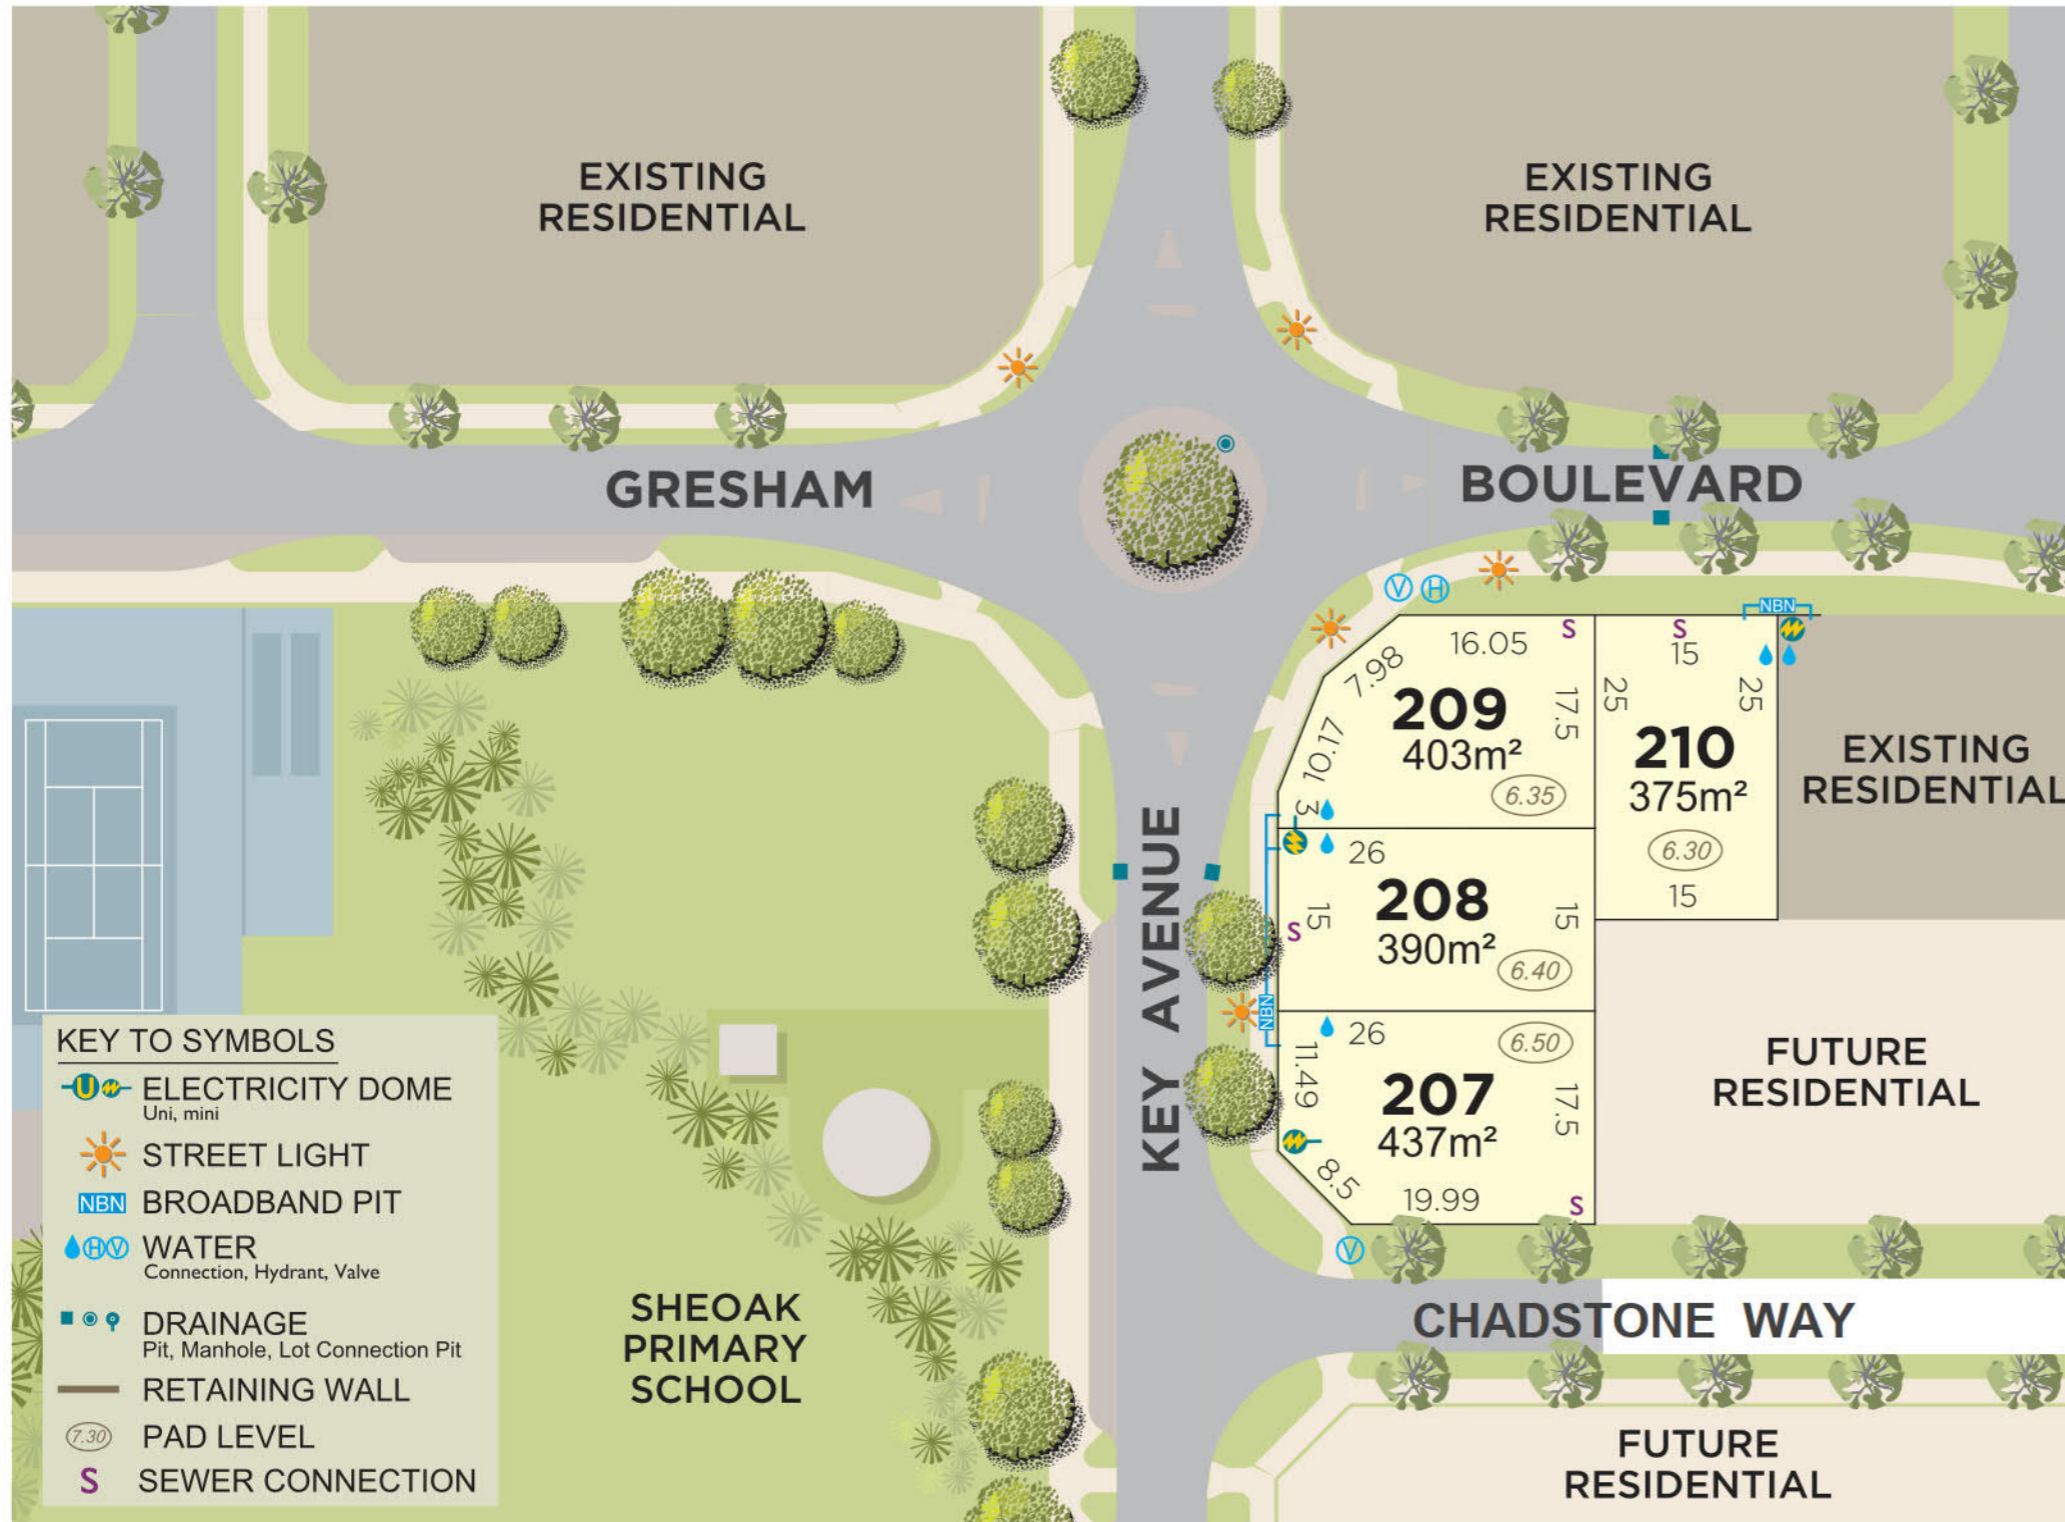 EXISTING
RESIDENTIAL
EXISTING
RESIDENTIAL
GRESHAM
BOULEVARD
KEY AVENUE
V
H
NBN
16.05
S
7.98
209
403m²
10.17
17.5
3
6.35
S
15
25
25
210
375m²
6.30
15
EXISTING
RESIDENTIAL
26
208
390m²
15
15
S
6.40
NBN
26
6.50
11.49
207
437m²
17.5
8.5
19.99
S
V
FUTURE
RESIDENTIAL
CHADSTONE WAY
FUTURE
RESIDENTIAL
SHEOAK
PRIMARY
SCHOOL
KEY TO SYMBOLS
U ELECTRICITY DOME
Uni, mini
STREET LIGHT
NBN BROADBAND PIT
H V WATER
Connection, Hydrant, Valve
DRAINAGE
Pit, Manhole, Lot Connection Pit
RETAINING WALL
7.30 PAD LEVEL
S SEWER CONNECTION